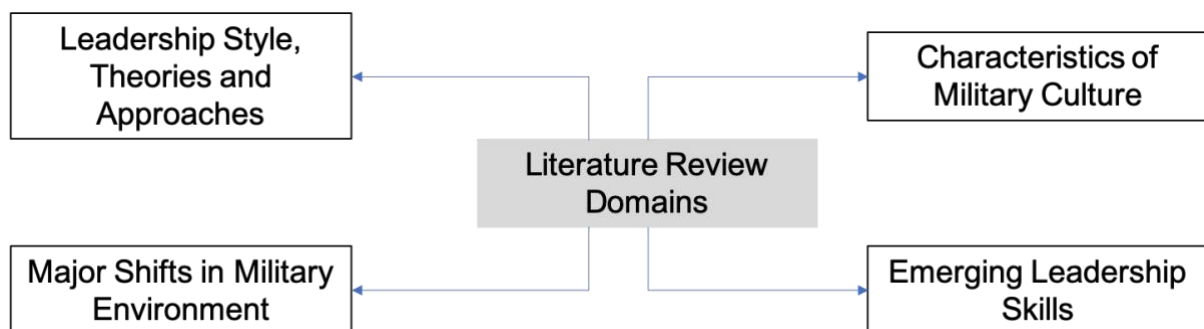 Leadership Style,
Theories and
Approaches
Characteristics of
Military Culture
Literature Review
Domains
Major Shifts in Military
Environment
Emerging Leadership
Skills